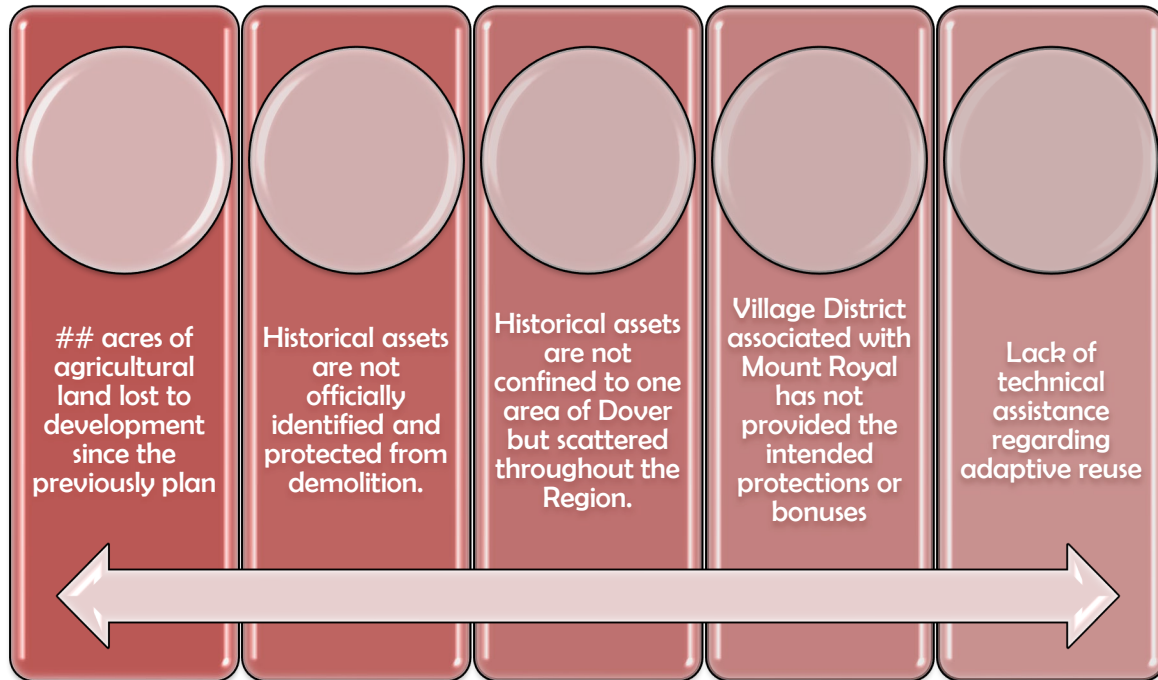 ## acres of
agricultural
land lost to
development
since the
previously plan
Historical assets
are not
officially
identified and
protected from
demolition.
Historical assets
are not
confined to one
area of Dover
but scattered
throughout the
Region.
Village District
associated with
Mount Royal
has not
provided the
intended
protections or
bonuses
Lack of
technical
assistance
regarding
adaptive reuse